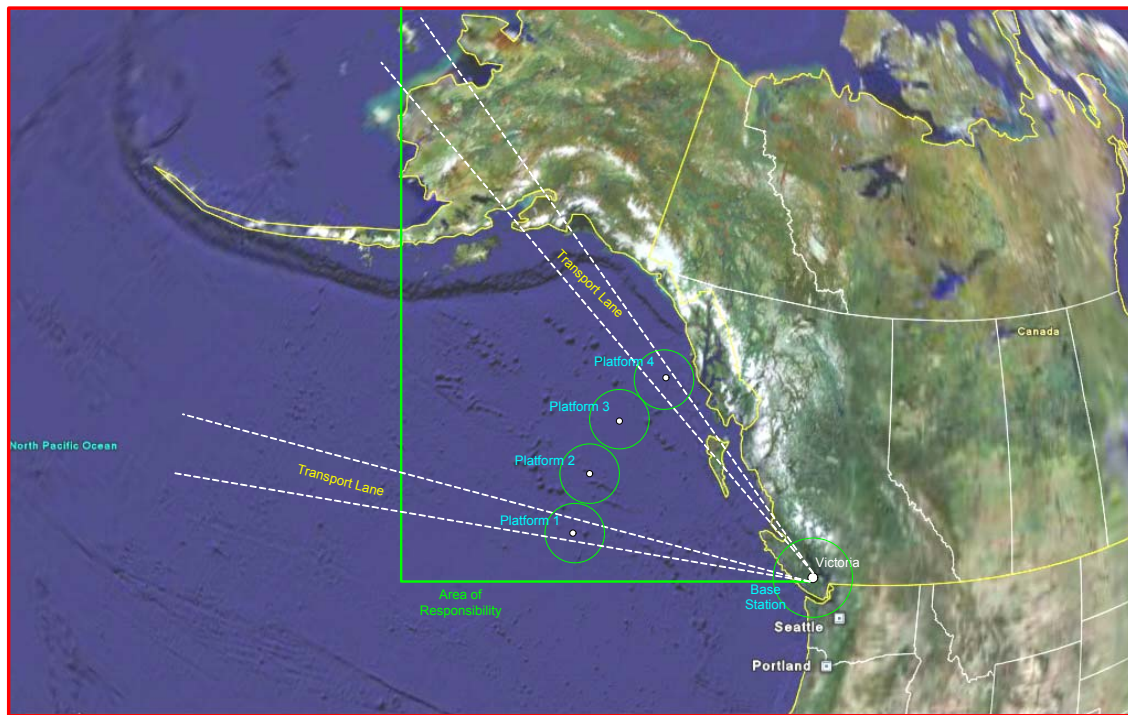 Transport Lane
Canada
Platform 4
Platform 3
North Pacific Ocean
Platform 2
Transport Lane
Platform 1
Victoria
Base
Station
Area of
Responsibility
Seattle
Portland